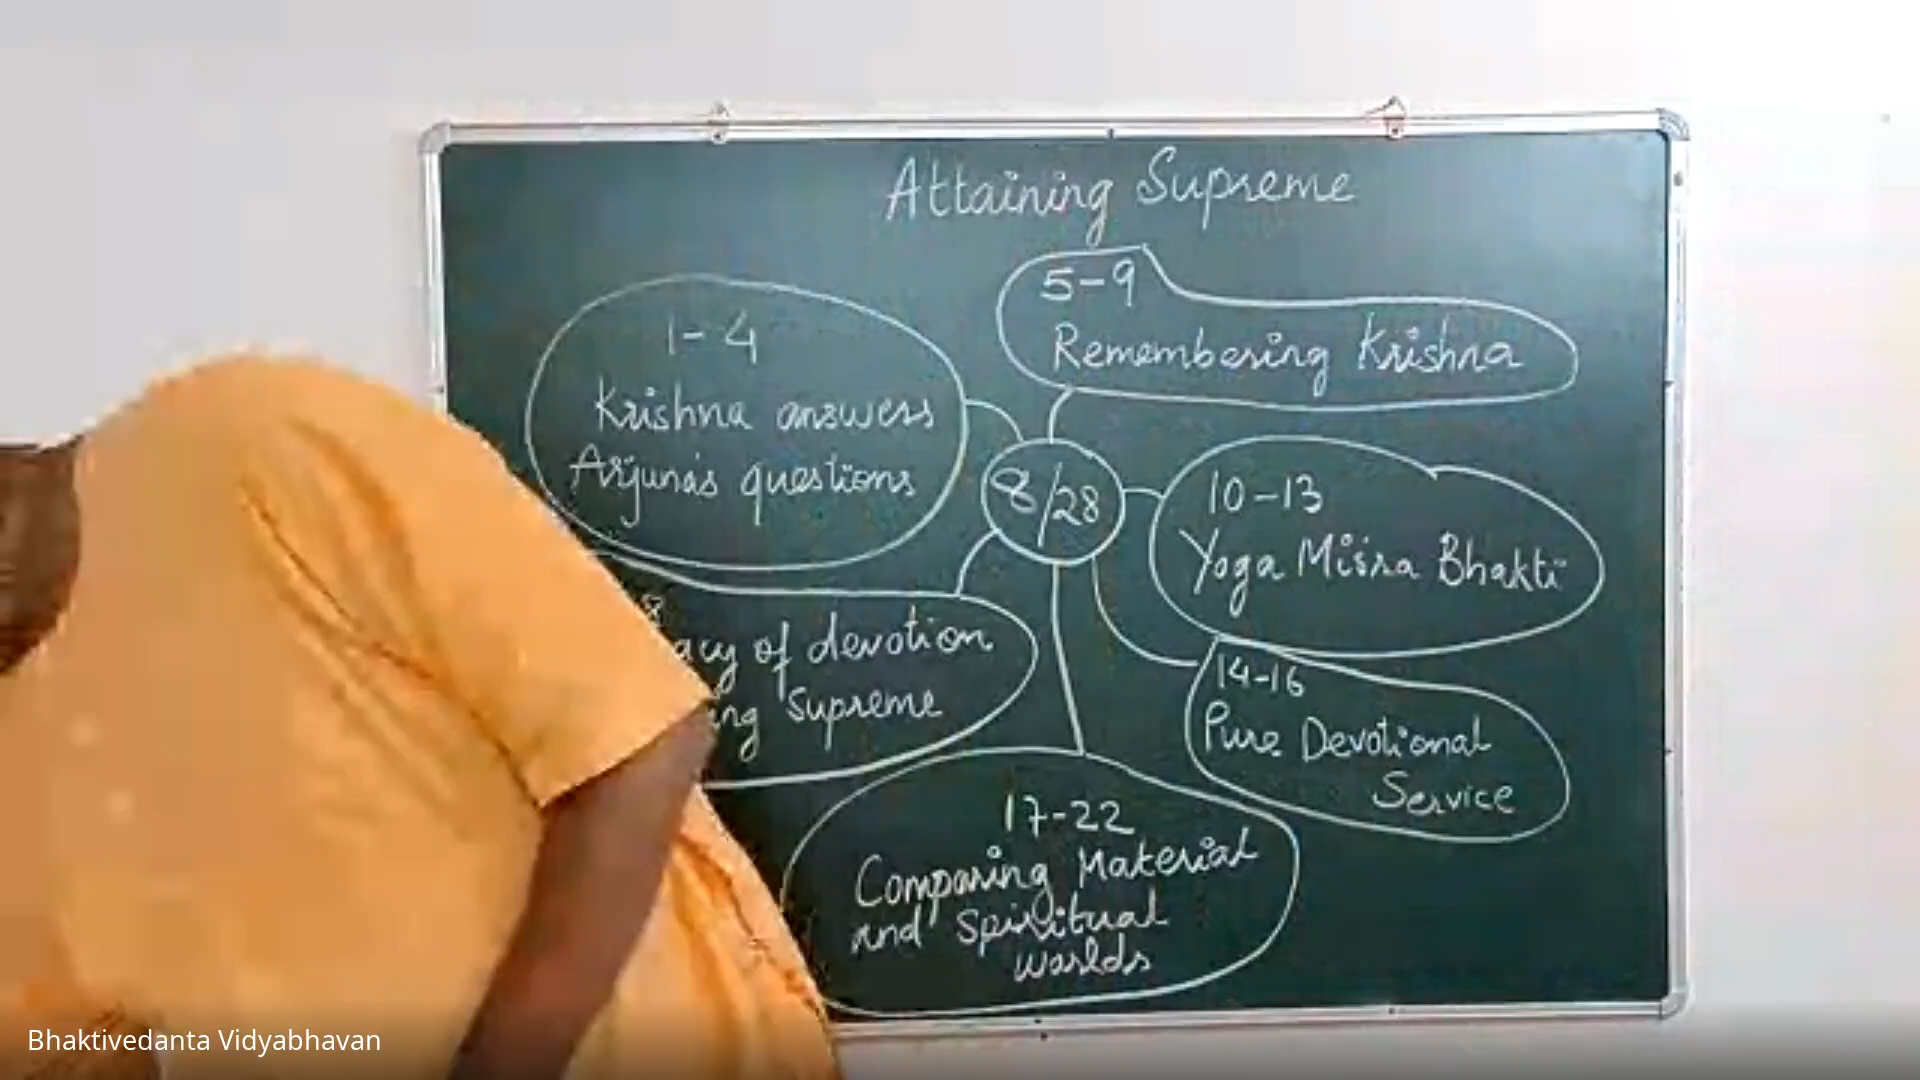 Attaining Supreme
1-4
Krishna answers
Arjuna's questions
5-9
Remembering Krishna
8/28
10-13
Yoga Misra Bhakti
14-16
Pure Devotional
Service
17-22
Comparing Material
and Spiritual
worlds
of devotion
Supreme
Bhaktivedanta Vidyabhavan